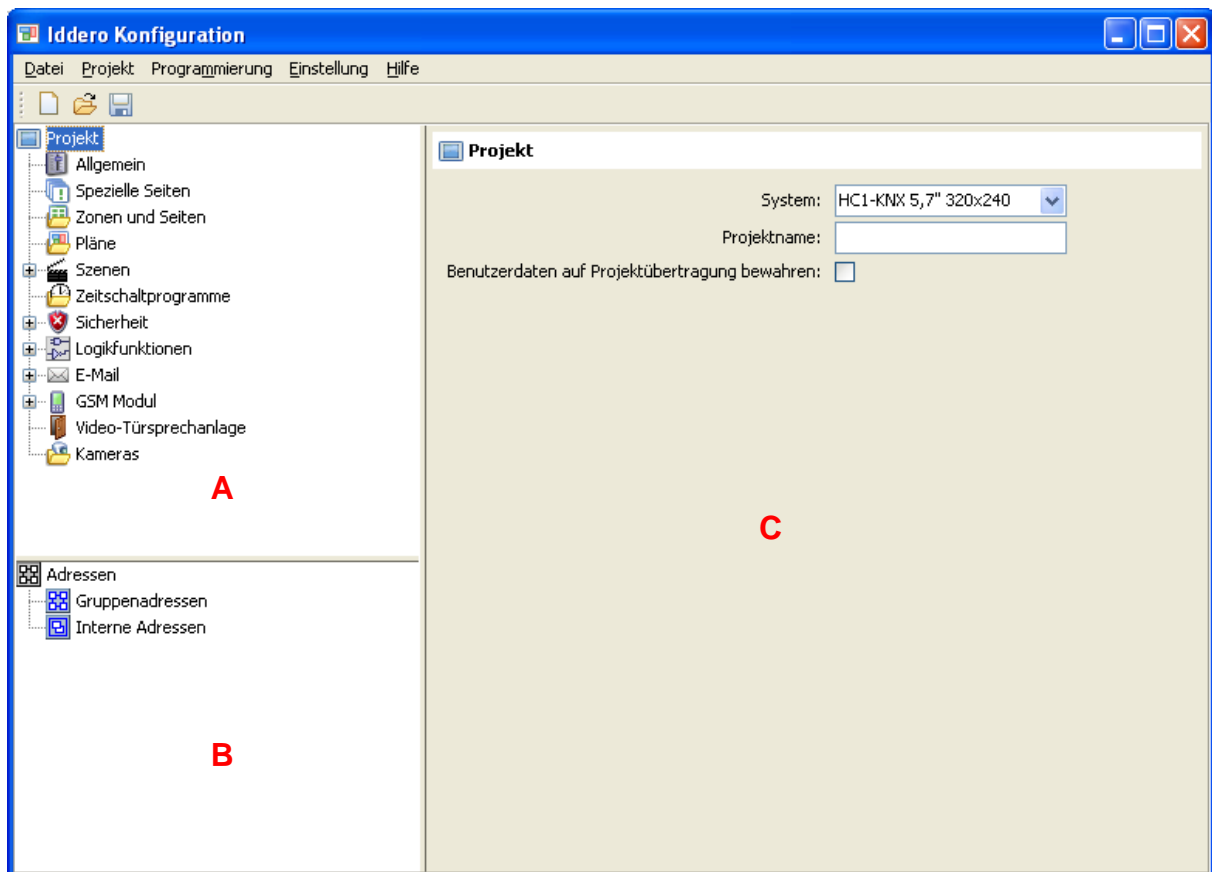 Iddero Konfiguration
Datei Projekt Programmierung Einstellung Hilfe
Projekt
Allgemein
Spezielle Seiten
Zonen und Seiten
Pläne
Szenen
Zeitschaltprogramme
Sicherheit
Logikfunktionen
E-Mail
GSM Modul
Video-Türsprechanlage
Kameras
A
Adressen
Gruppenadressen
Interne Adressen
B
Projekt
System: HC1-KNX 5,7" 320x240
Projektname:
Benutzerdaten auf Projektübertragung bewahren:
C